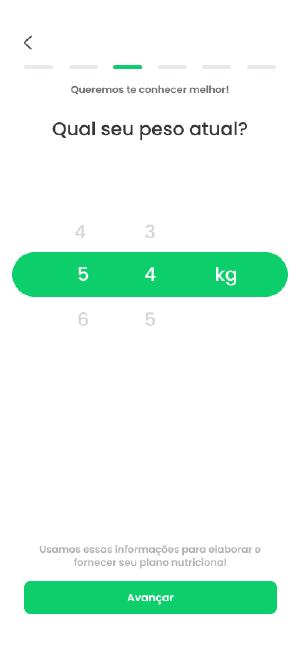 Queremos te conhecer melhor!
Qual seu peso atual?
4 3
5 4 kg
6 5
Usamos essas informações para elaborar e
fornecer seu plano nutricional
Avançar